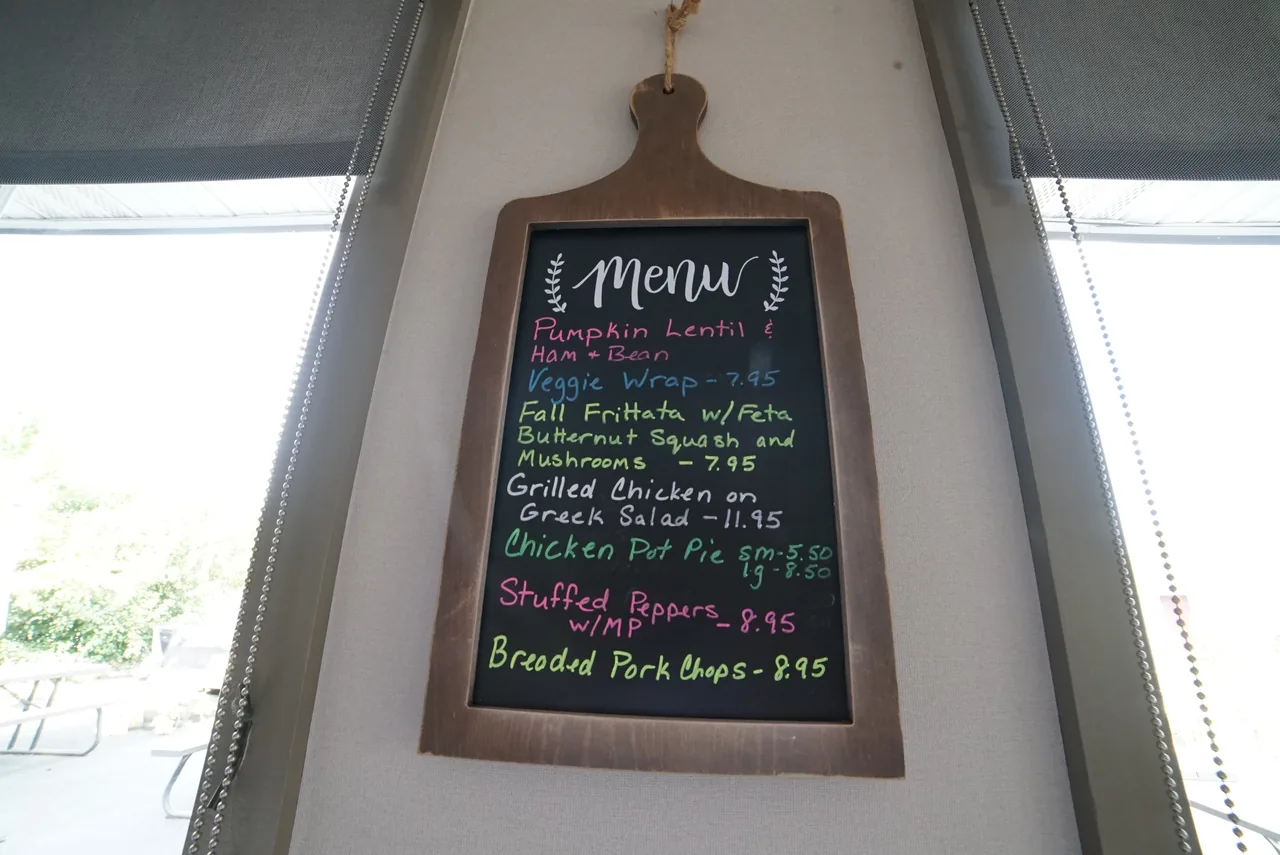 Menu
Pumpkin Lentil &
Ham + Bean
Veggie Wrap - 7.95
Fall Frittata w/Feta
Butternut Squash and
Mushrooms - 7.95
Grilled Chicken on
Greek Salad - 11.95
Chicken Pot Pie sm-5.50
lg-8.50
Stuffed Peppers
w/MP - 8.95
Breaded Pork Chops - 8.95